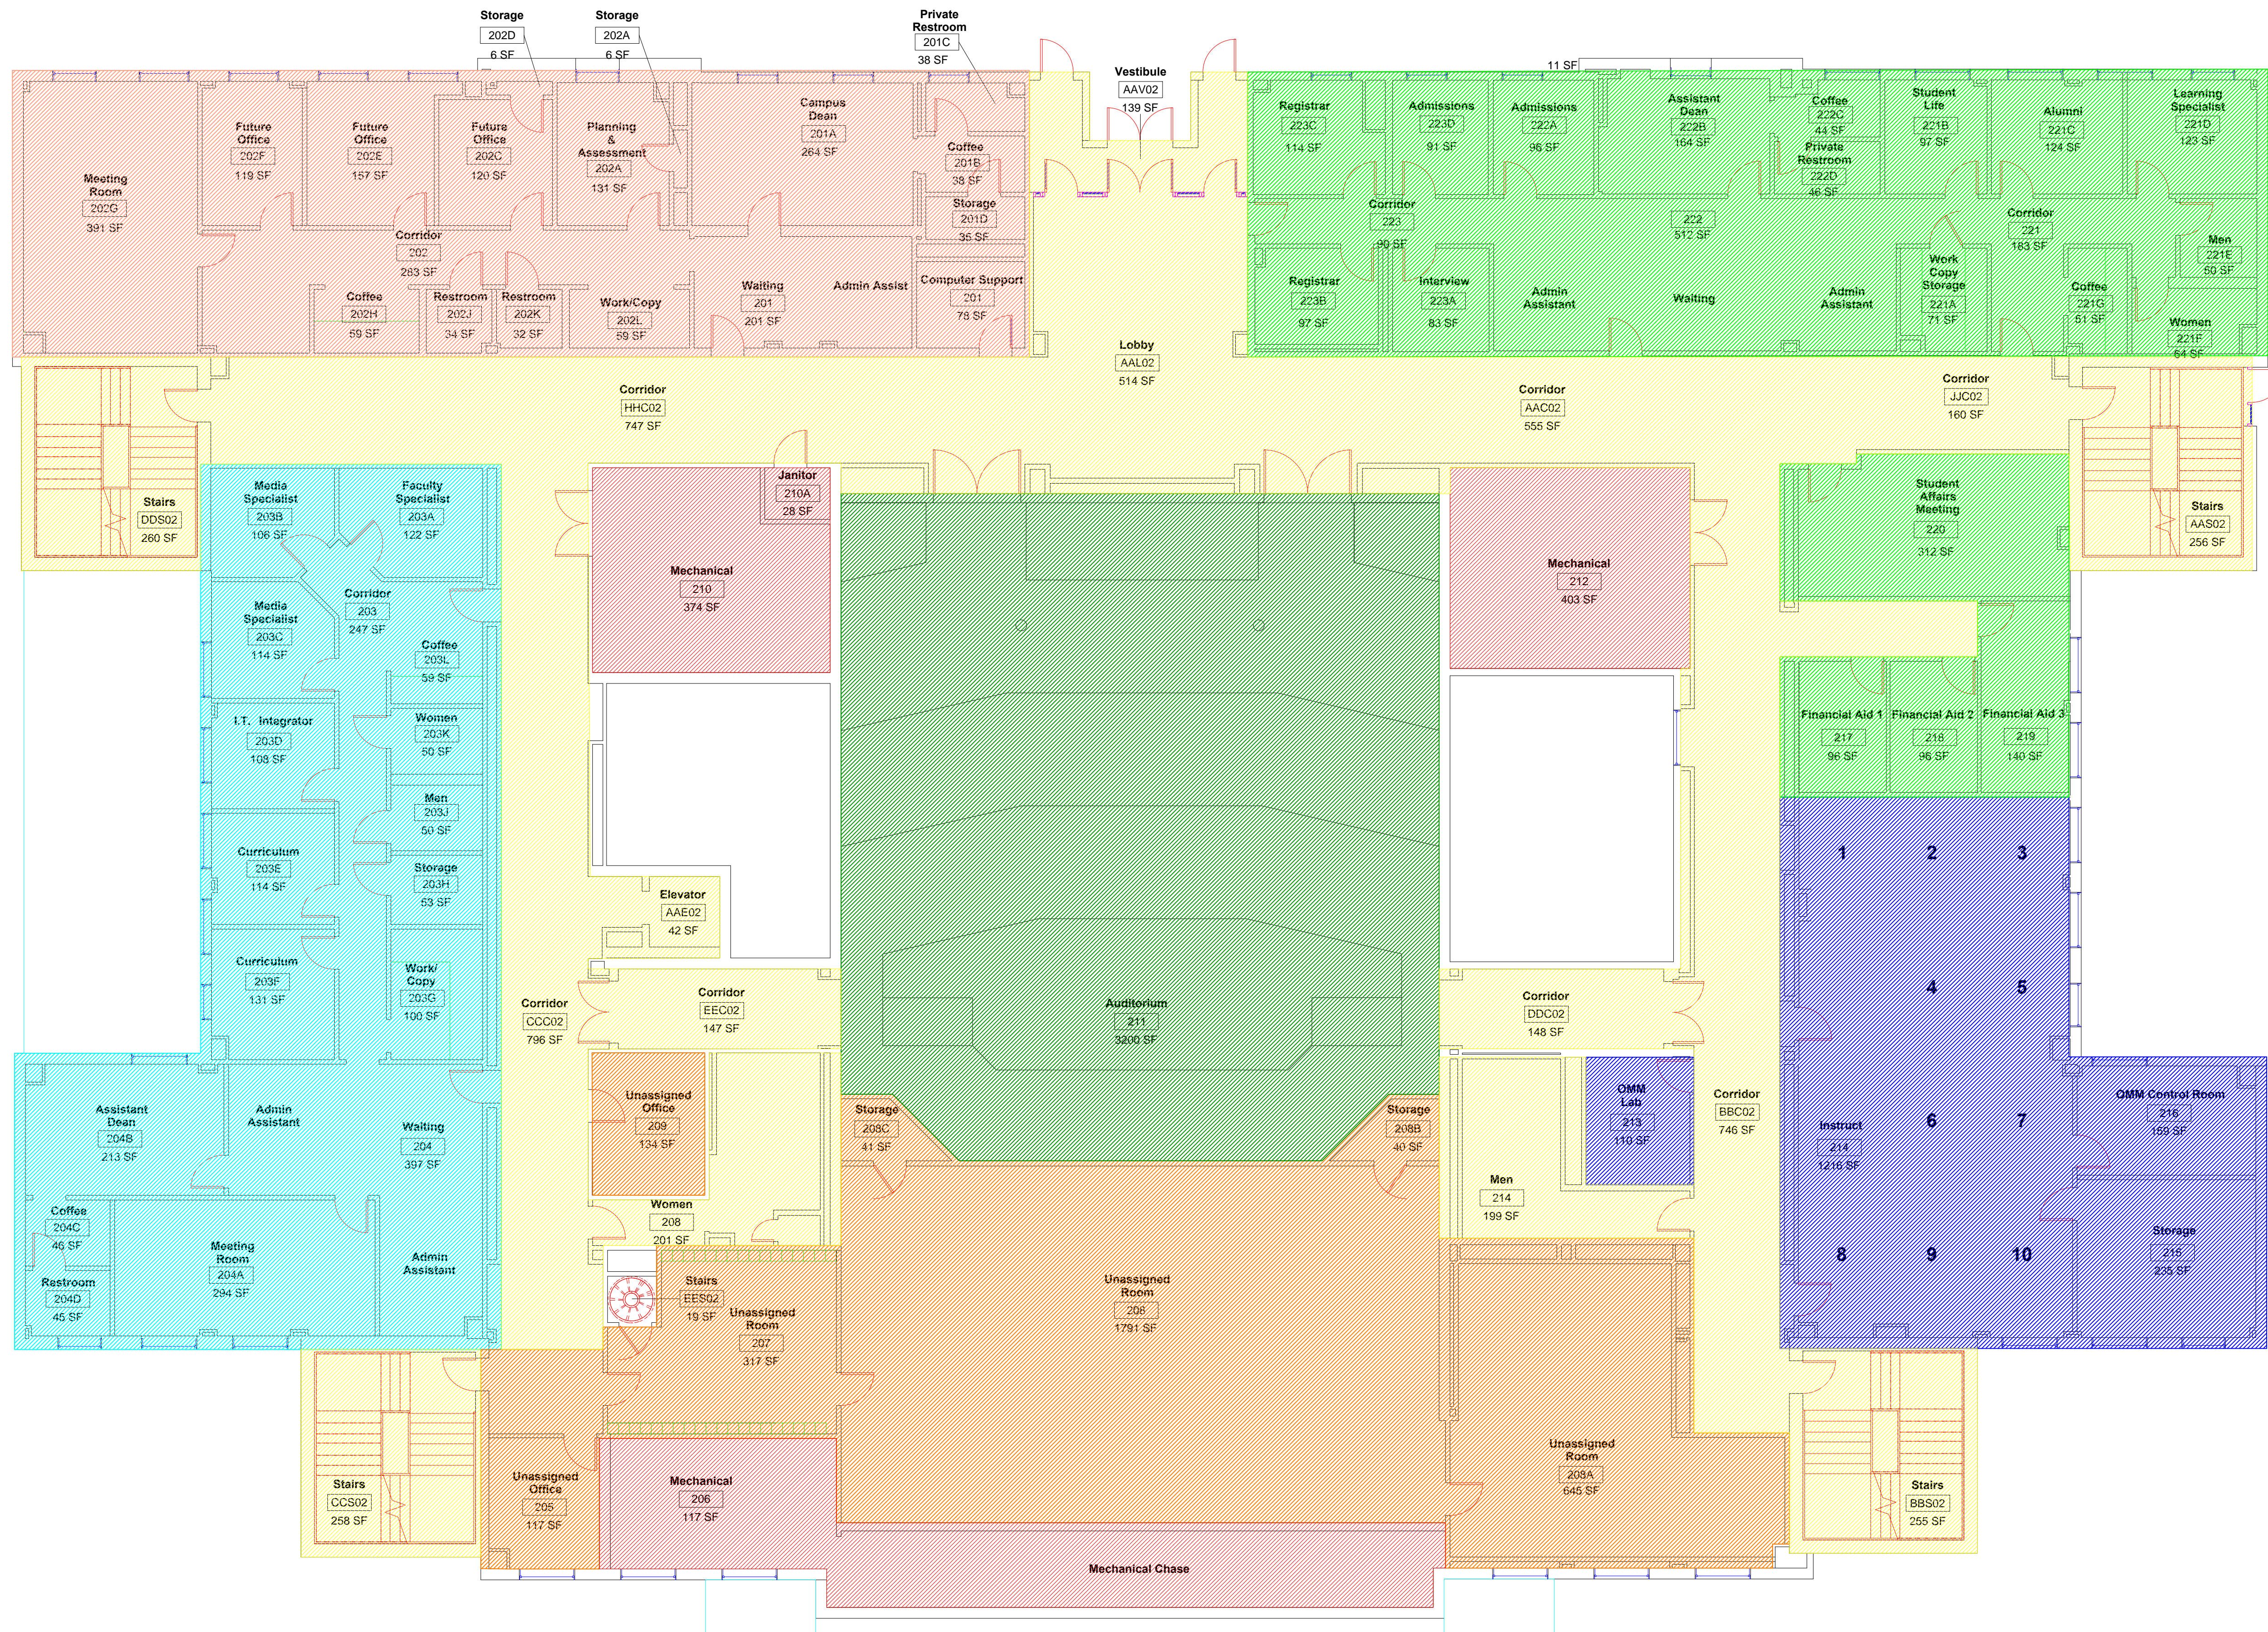 Storage
202D
6 SF
Storage
202A
6 SF
Private
Restroom
201C
38 SF
Vestibule
AAV02
139 SF
11 SF
Meeting
Room
202G
391 SF
Future
Office
202F
119 SF
Future
Office
202E
157 SF
Future
Office
202C
120 SF
Planning
&
Assessment
202A
131 SF
Campus
Dean
201A
264 SF
Coffee
201B
38 SF
Storage
201D
35 SF
Corridor
202
283 SF
Coffee
202H
59 SF
Restroom
202J
34 SF
Restroom
202K
32 SF
Work/Copy
202L
59 SF
Waiting
201
201 SF
Admin Assist
Computer Support
201
78 SF
Registrar
223C
114 SF
Admissions
223D
91 SF
Admissions
222A
96 SF
Assistant
Dean
222B
164 SF
Coffee
222C
44 SF
Private
Restroom
222D
46 SF
Student
Life
221B
97 SF
Alumni
221C
124 SF
Learning
Specialist
221D
123 SF
Corridor
223
90 SF
222
512 SF
Corridor
221
183 SF
Men
221E
50 SF
Registrar
223B
97 SF
Interview
223A
83 SF
Admin
Assistant
Waiting
Admin
Assistant
Work
Copy
Storage
221A
71 SF
Coffee
221G
51 SF
Women
221F
64 SF
Lobby
AAL02
514 SF
Corridor
HHC02
747 SF
Corridor
AAC02
555 SF
Corridor
JJC02
160 SF
Stairs
DDS02
260 SF
Media
Specialist
203B
106 SF
Faculty
Specialist
203A
122 SF
Janitor
210A
28 SF
Mechanical
210
374 SF
Mechanical
212
403 SF
Student
Affairs
Meeting
220
312 SF
Stairs
AAS02
256 SF
Media
Specialist
203C
114 SF
Corridor
203
247 SF
Coffee
203L
59 SF
I.T. Integrator
203D
108 SF
Women
203K
50 SF
Men
203J
50 SF
Curriculum
203E
114 SF
Storage
203H
53 SF
Curriculum
203F
131 SF
Work/
Copy
203G
100 SF
Financial Aid 1
217
96 SF
Financial Aid 2
218
96 SF
Financial Aid 3
219
140 SF
1
2
3
4
5
Elevator
AAE02
42 SF
Corridor
CCC02
796 SF
Corridor
EEC02
147 SF
Auditorium
211
3200 SF
Corridor
DDC02
148 SF
Assistant
Dean
204B
213 SF
Admin
Assistant
Waiting
204
397 SF
Unassigned
Office
209
134 SF
Storage
208C
41 SF
Storage
208B
40 SF
OMM
Lab
213
110 SF
Corridor
BBC02
746 SF
Instruct
214
1216 SF
6
7
OMM Control Room
216
159 SF
Men
214
199 SF
Women
208
201 SF
Coffee
204C
46 SF
Restroom
204D
45 SF
Meeting
Room
204A
294 SF
Admin
Assistant
8
9
10
Storage
215
235 SF
Stairs
EES02
19 SF
Unassigned
Room
207
317 SF
Unassigned
Room
208
1791 SF
Unassigned
Room
208A
645 SF
Stairs
CCS02
258 SF
Unassigned
Office
205
117 SF
Mechanical
206
117 SF
Stairs
BBS02
255 SF
Mechanical Chase